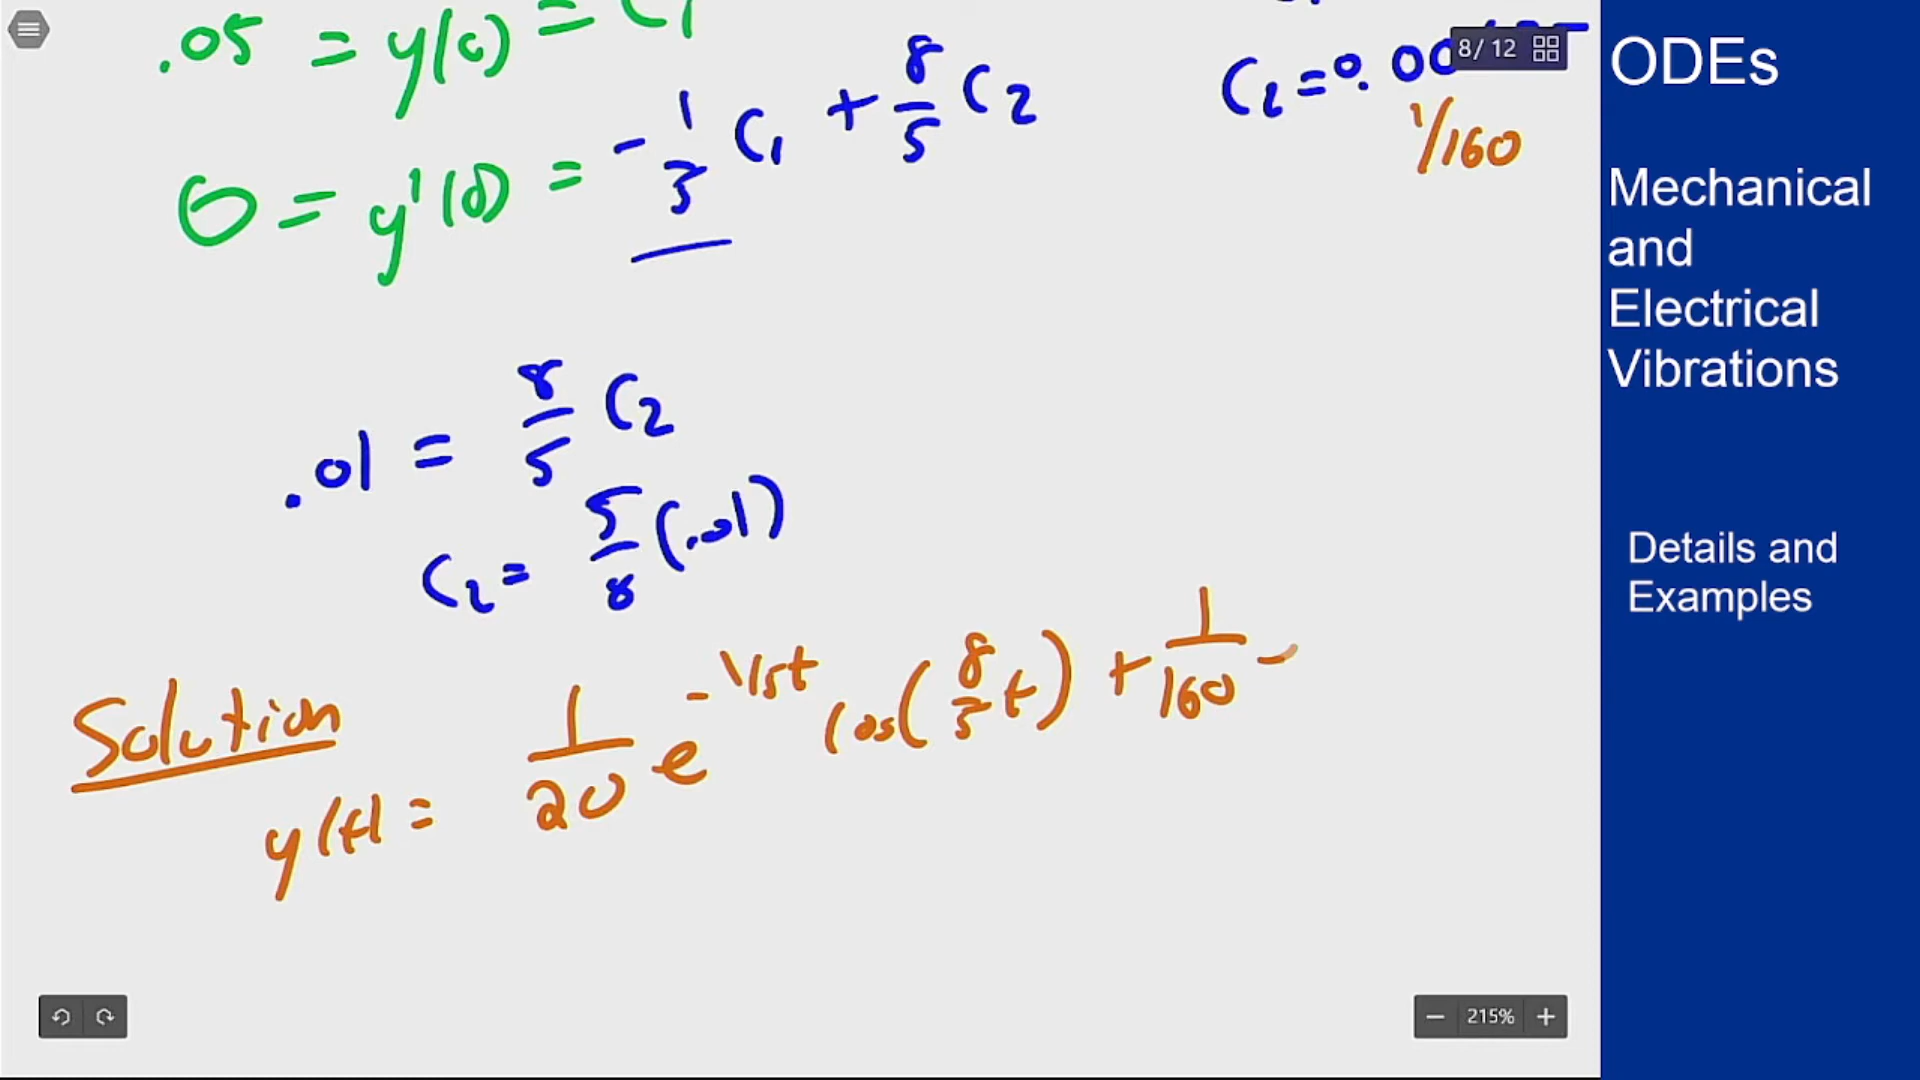 .05 = y(0) = C₁
C₂ = 0.00
8/12
1/160
0 = y'(0) = -1/5 C₁ + 8/5 C₂
.01 = 8/5 C₂
C₂ = 5/8 (.01)
Solution
y(t) = 1/20 e^(-1/5t) cos(8/5 t) + 1/160
215%
ODEs
Mechanical
and
Electrical
Vibrations
Details and
Examples